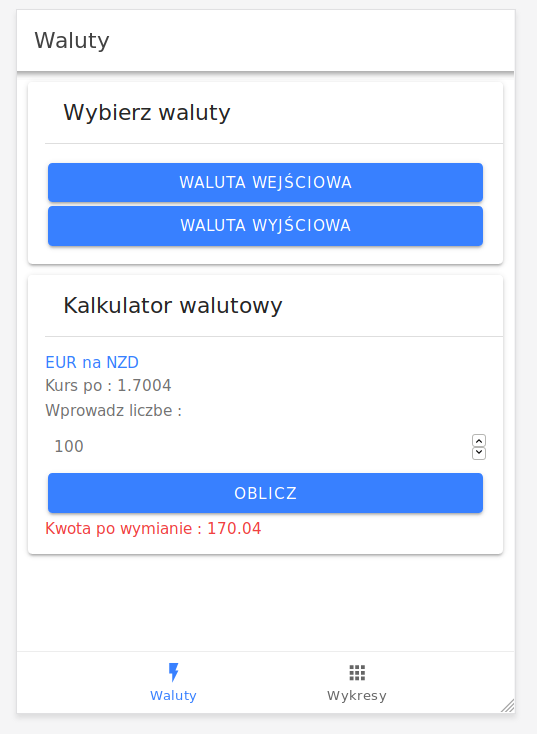 Waluty
Wybierz waluty
WALUTA WEJŚCIOWA
WALUTA WYJŚCIOWA
Kalkulator walutowy
EUR na NZD
Kurs po : 1.7004
Wprowadz liczbe :
100
OBLICZ
Kwota po wymianie : 170.04
Waluty
Wykresy